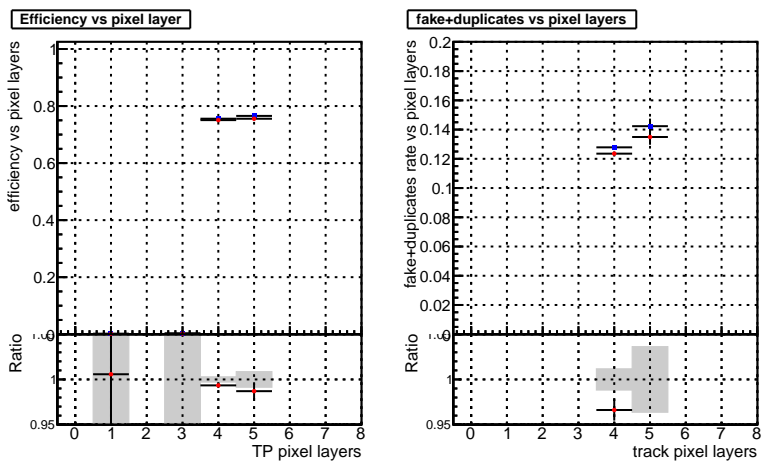 Efficiency vs pixel layer
efficiency vs pixel layers
1
0.8
0.6
0.4
0.2
Ratio
1
0.95
0 1 2 3 4 5 6 7 8
TP pixel layers
fake+duplicates vs pixel layers
fake+duplicates rate vs pixel layers
0.2
0.18
0.16
0.14
0.12
0.1
0.08
0.06
0.04
0.02
Ratio
1
0.95
0 1 2 3 4 5 6 7 8
track pixel layers